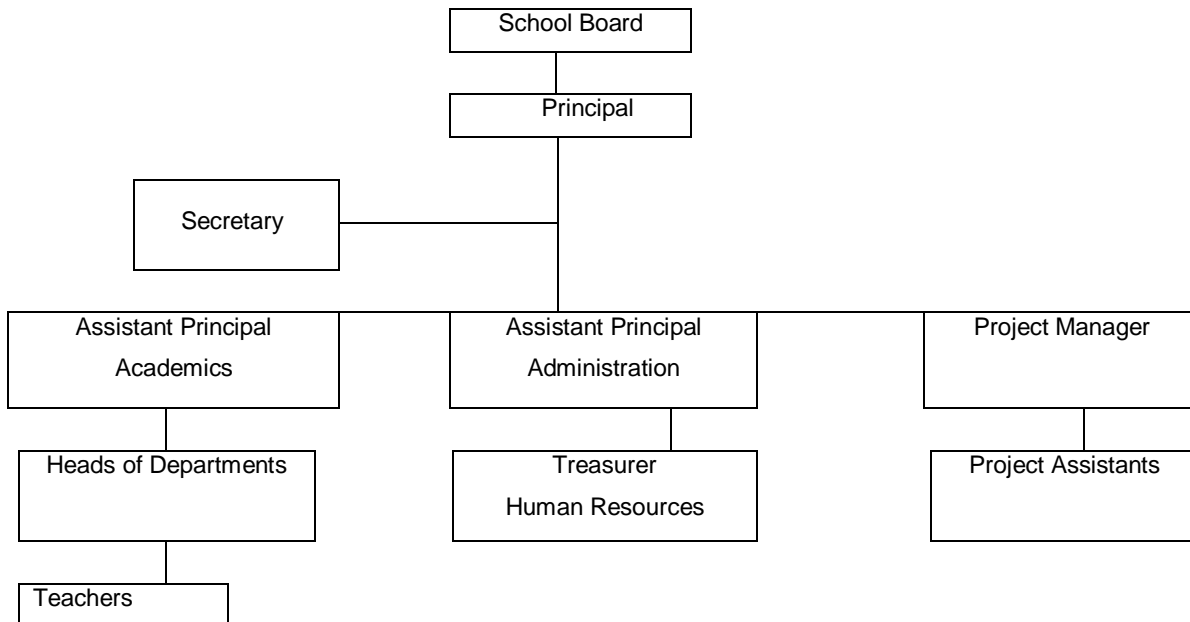 School Board
Principal
Secretary
Assistant Principal
Academics
Assistant Principal
Administration
Project Manager
Heads of Departments
Treasurer
Human Resources
Project Assistants
Teachers